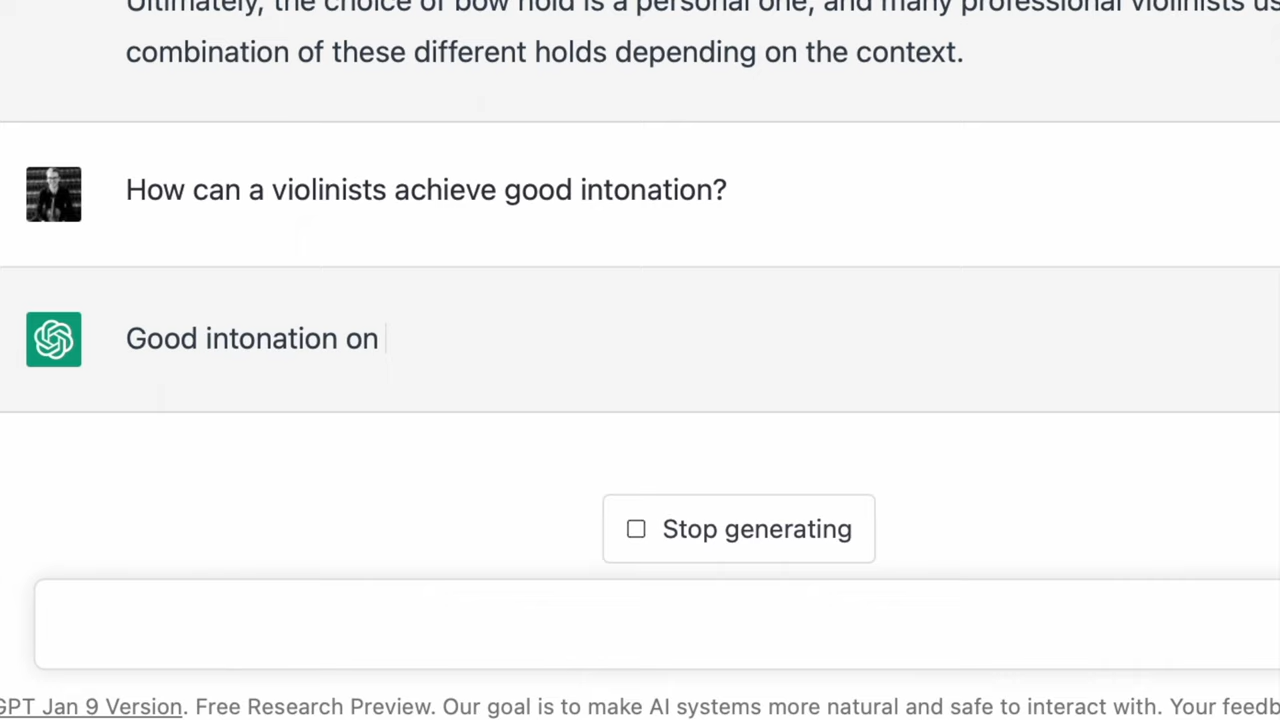 Ultimately, the choice of bow hold is a personal one, and many professional violinists
combination of these different holds depending on the context.
How can a violinists achieve good intonation?
Good intonation on
Stop generating
GPT Jan 9 Version. Free Research Preview. Our goal is to make AI systems more natural and safe to interact with. Your